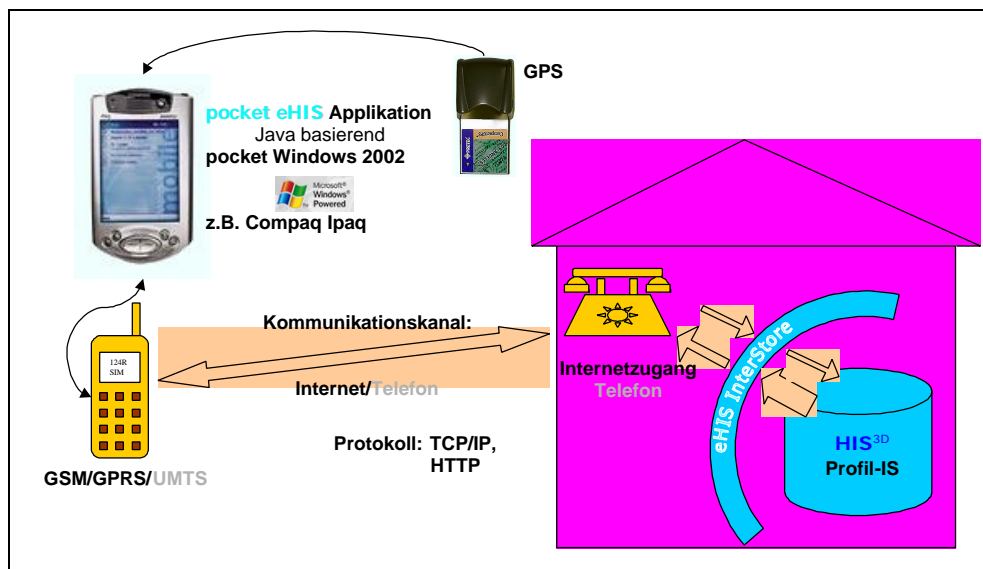 GPS
pocket eHIS Applikation
Java basierend
pocket Windows 2002
Microsoft®
Windows®
Powered
z.B. Compaq Ipaq
mobile
Kommunikationskanal:
124R
SIM
Internet/Telefon
Protokoll: TCP/IP,
HTTP
GSM/GPRS/UMTS
Internetzugang
Telefon
eHIS InterStore
HIS3D
Profil-IS